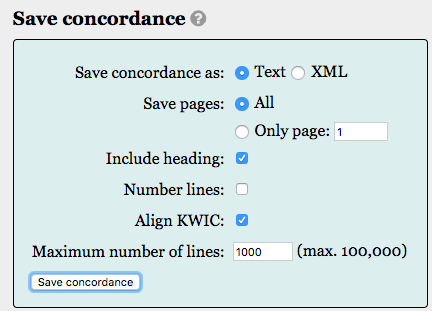 Save concordance ?
Save concordance as: Text XML
Save pages: All
Only page: 1
Include heading:
Number lines:
Align KWIC:
Maximum number of lines: 1000 (max. 100,000)
Save concordance